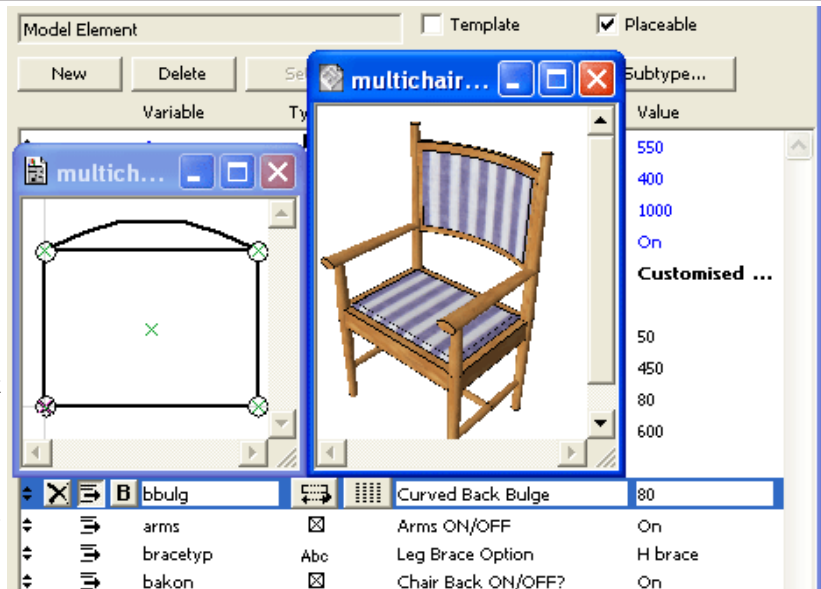 Model Element Template Placeable
New Delete Subtype...
Variable Value
multichair...
550
multich...
400
1000
On
Customised ...
50
450
80
600
B bbulg Curved Back Bulge 80
arms Arms ON/OFF On
bracetyp Abc Leg Brace Option H brace
bakon Chair Back ON/OFF? On